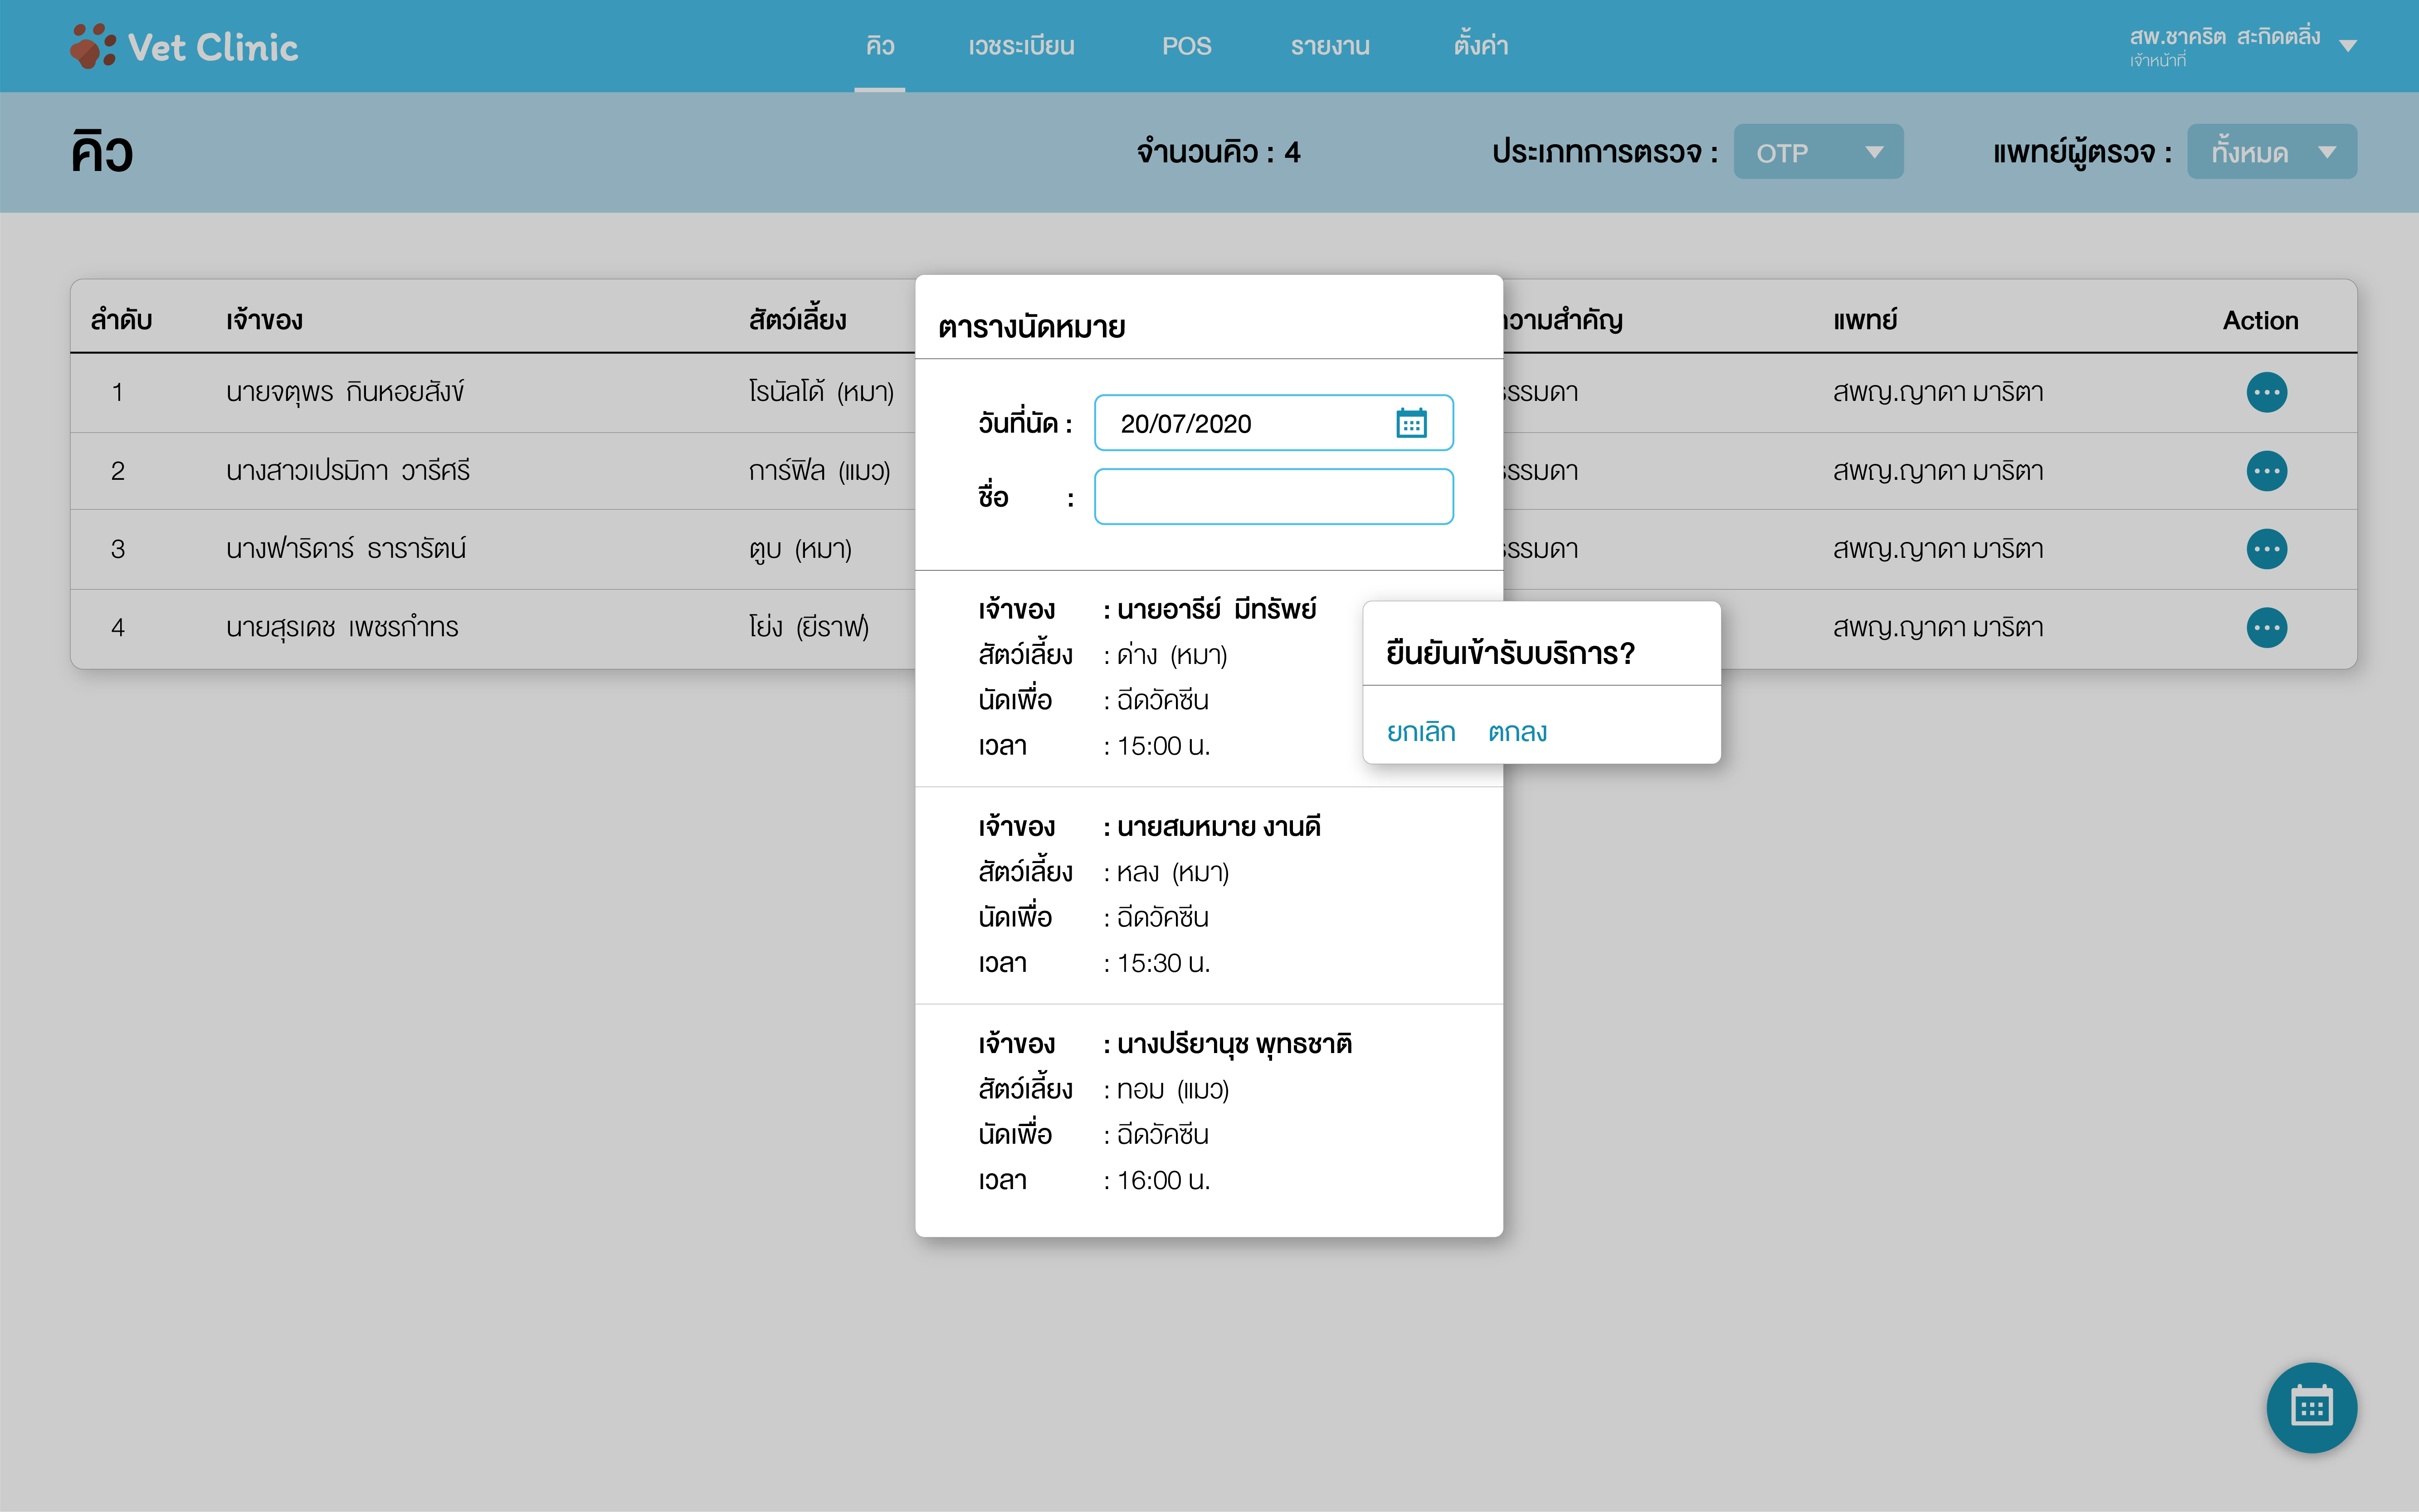 Vet Clinic
คิว เวชระเบียน POS รายงาน ตั้งค่า
สพ.ชาคริต สะกิดตลิ่ง
เจ้าหน้าที่
คิว
จำนวนคิว : 4
ประเภทการตรวจ : OTP
แพทย์ผู้ตรวจ : ทั้งหมด
ลำดับ เจ้าของ สัตว์เลี้ยง วามสำคัญ แพทย์ Action
1 นายจตุพร กินหอยสังข์ โรนัลโด้ (หมา) รรมดา สพญ.ญาดา มาริตา
2 นางสาวเปรมิกา วารีศรี การ์ฟิล (แมว) รรมดา สพญ.ญาดา มาริตา
3 นางฟาริดาร์ ธารารัตน์ ตูบ (หมา) รรมดา สพญ.ญาดา มาริตา
4 นายสุรเดช เพชรกำทร โย่ง (ยีราฟ) สพญ.ญาดา มาริตา
ตารางนัดหมาย
วันที่นัด : 20/07/2020
ชื่อ :
เจ้าของ : นายอารีย์ มีทรัพย์
สัตว์เลี้ยง : ด่าง (หมา)
นัดเพื่อ : ฉีดวัคซีน
เวลา : 15:00 น.
ยืนยันเข้ารับบริการ?
ยกเลิก ตกลง
เจ้าของ : นายสมหมาย งานดี
สัตว์เลี้ยง : หลง (หมา)
นัดเพื่อ : ฉีดวัคซีน
เวลา : 15:30 น.
เจ้าของ : นางปรียานุช พุทธชาติ
สัตว์เลี้ยง : ทอม (แมว)
นัดเพื่อ : ฉีดวัคซีน
เวลา : 16:00 น.